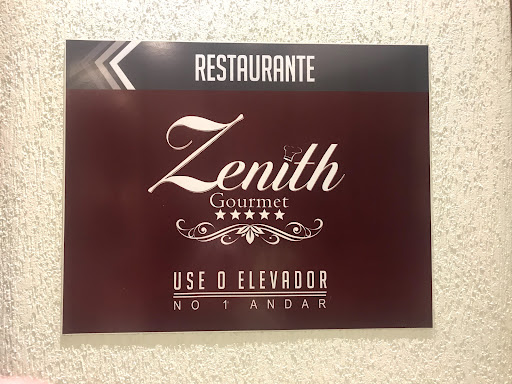 RESTAURANTE
Zenith
Gourmet
USE O ELEVADOR
NO 1 ANDAR